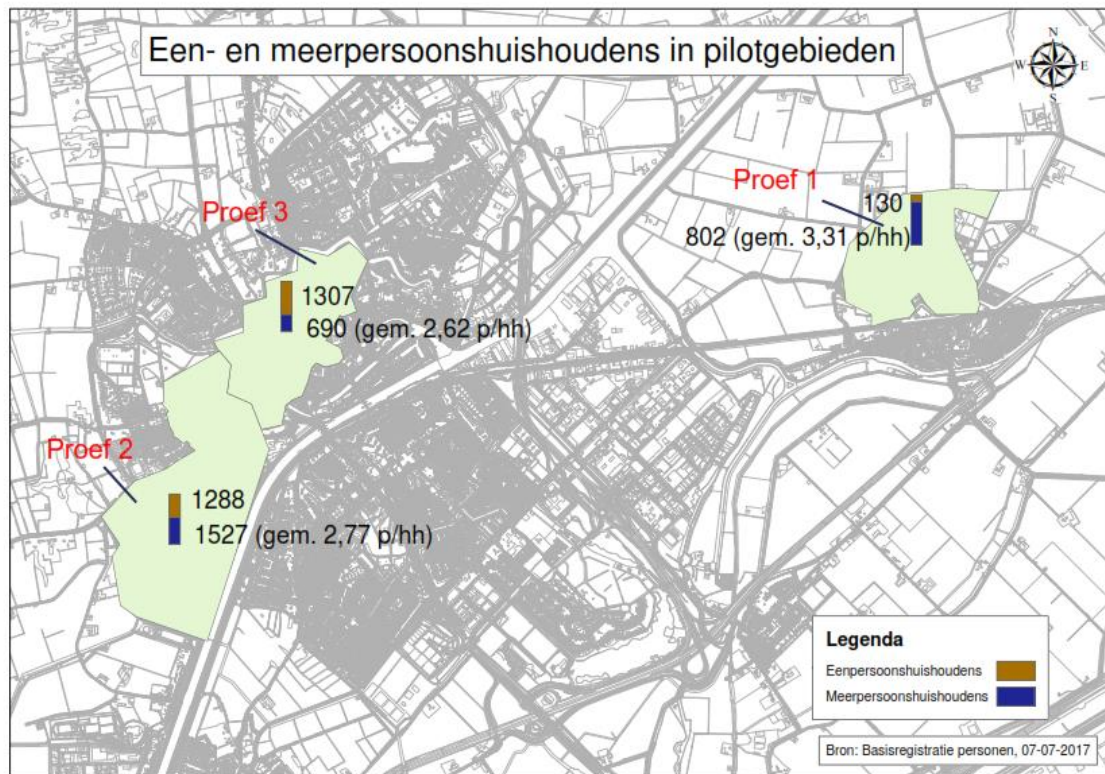 Een- en meerpersoonshuishoudens in pilotgebieden
N
W E
S
Proef 1
130
802 (gem. 3,31 p/hh)
Proef 3
1307
690 (gem. 2,62 p/hh)
Proef 2
1288
1527 (gem. 2,77 p/hh)
Legenda
Eenpersoonshuishoudens
Meerpersoonshuishoudens
Bron: Basisregistratie personen, 07-07-2017